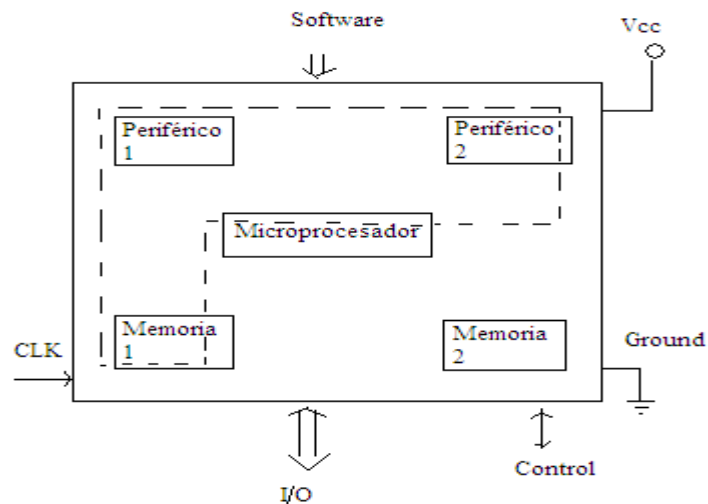 Software
Vcc
Periférico
1
Periférico
2
Microprocesador
Memoria
1
Memoria
2
CLK
Ground
Control
I/O